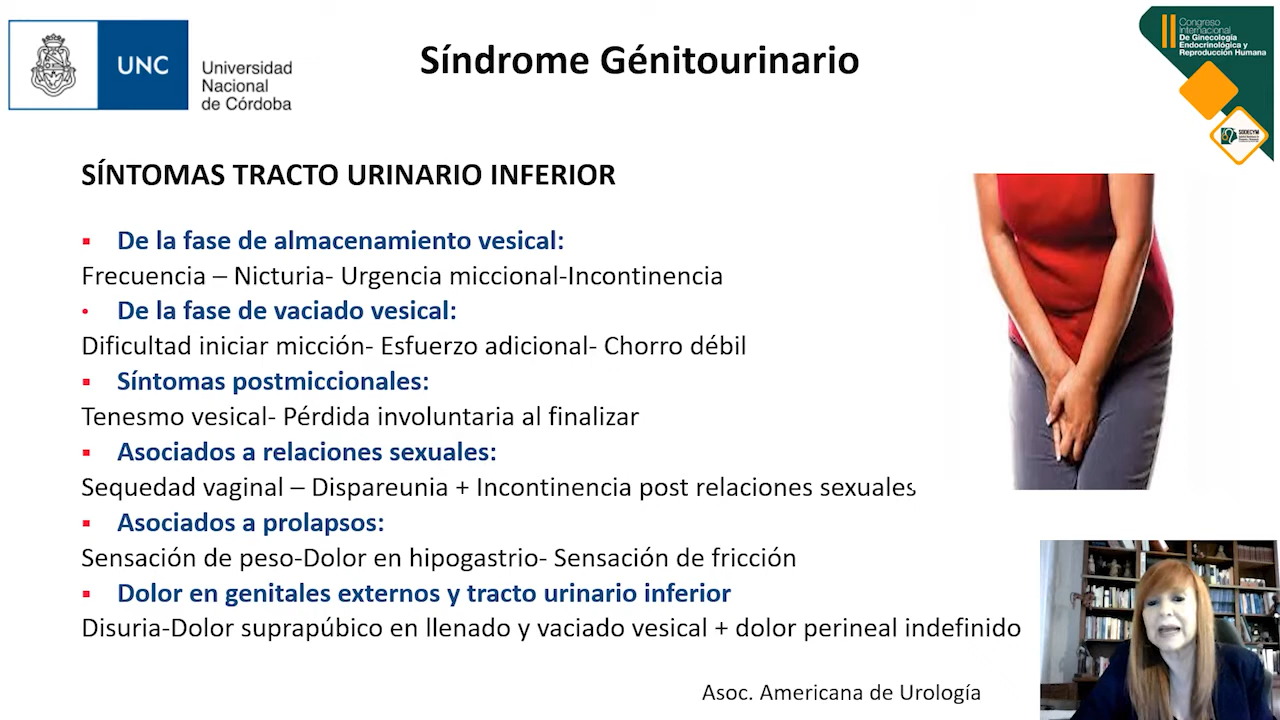 UNC
Universidad
Nacional
de Córdoba
Síndrome Génitourinario
II Congreso
Internacional
De Ginecología
Endocrinológica y
Reproducción Humana
SÍNTOMAS TRACTO URINARIO INFERIOR
De la fase de almacenamiento vesical:
Frecuencia – Nicturia- Urgencia miccional-Incontinencia
De la fase de vaciado vesical:
Dificultad iniciar micción- Esfuerzo adicional- Chorro débil
Síntomas postmiccionales:
Tenesmo vesical- Pérdida involuntaria al finalizar
Asociados a relaciones sexuales:
Sequedad vaginal – Dispareunia + Incontinencia post relaciones sexuales
Asociados a prolapsos:
Sensación de peso-Dolor en hipogastrio- Sensación de fricción
Dolor en genitales externos y tracto urinario inferior
Disuria-Dolor suprapúbico en llenado y vaciado vesical + dolor perineal indefinido
Asoc. Americana de Urología